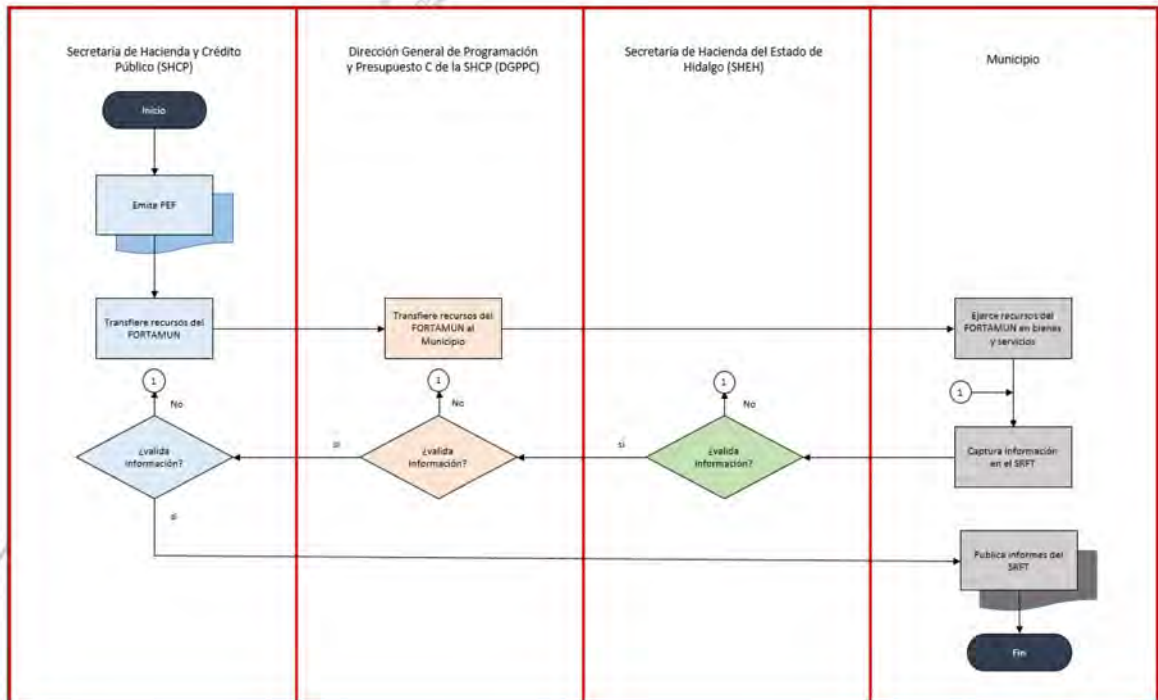 Secretaría de Hacienda y Crédito
Público (SHCP)
Dirección General de Programación
y Presupuesto C de la SHCP (DGPPC)
Secretaría de Hacienda del Estado de
Hidalgo (SHEH)
Municipio
Inicio
Emite PEF
Transfiere recursos del
FORTAMUN
Transfiere recursos del
FORTAMUN al
Municipio
Ejerce recursos del
FORTAMUN en bienes
y servicios
1
No
1
No
1
No
1
¿valida
información?
si
¿valida
información?
si
¿valida
información?
Captura información
en el SRFT
si
Publica informes del
SRFT
Fin